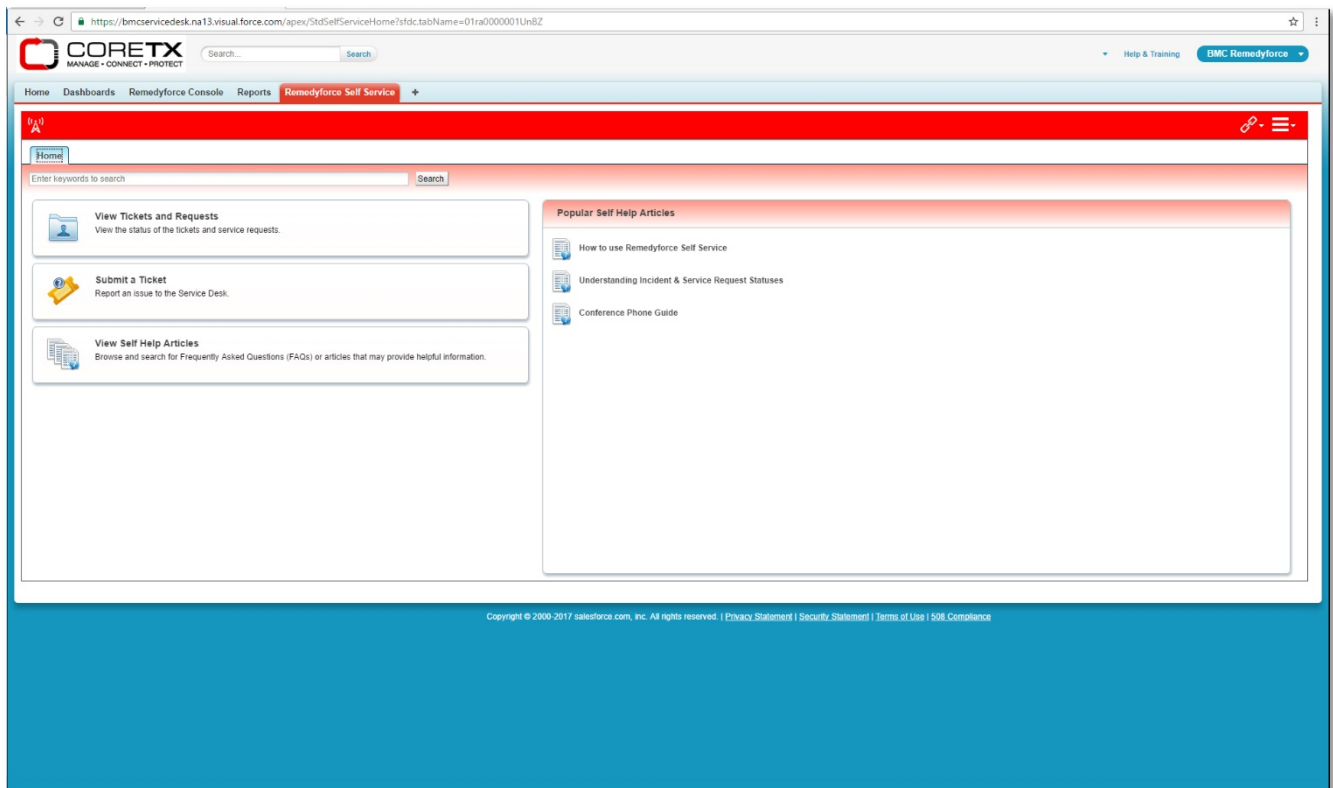 https://bmcservicedesk.na13.visual.force.com/apex/StdSelfServiceHome?sfdc.tabName=01ra0000001UnBZ
CORETX
MANAGE • CONNECT • PROTECT
Search...
Search
Help & Training
BMC Remedyforce
Home Dashboards Remedyforce Console Reports Remedyforce Self Service +
Home
Enter keywords to search
Search
View Tickets and Requests
View the status of the tickets and service requests.
Submit a Ticket
Report an issue to the Service Desk.
View Self Help Articles
Browse and search for Frequently Asked Questions (FAQs) or articles that may provide helpful information.
Popular Self Help Articles
How to use Remedyforce Self Service
Understanding Incident & Service Request Statuses
Conference Phone Guide
Copyright © 2000-2017 salesforce.com, inc. All rights reserved. | Privacy Statement | Security Statement | Terms of Use | 508 Compliance